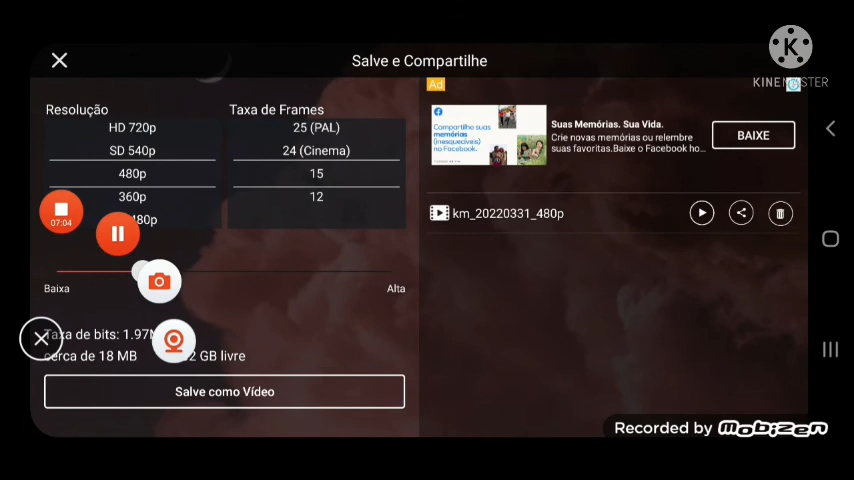 Salve e Compartilhe
KINEMASTER
Resolução
Taxa de Frames
HD 720p
25 (PAL)
SD 540p
24 (Cinema)
480p
15
360p
12
480p
07:04
Baixa
Alta
Taxa de bits: 1.97
cerca de 18 MB
GB livre
Salve como Vídeo
Ad
Compartilhe suas
memórias
(inesquecíveis)
no Facebook.
Suas Memórias. Sua Vida.
Crie novas memórias ou relembre
suas favoritas.Baixe o Facebook ho...
BAIXE
km_20220331_480p
Recorded by Mobizen